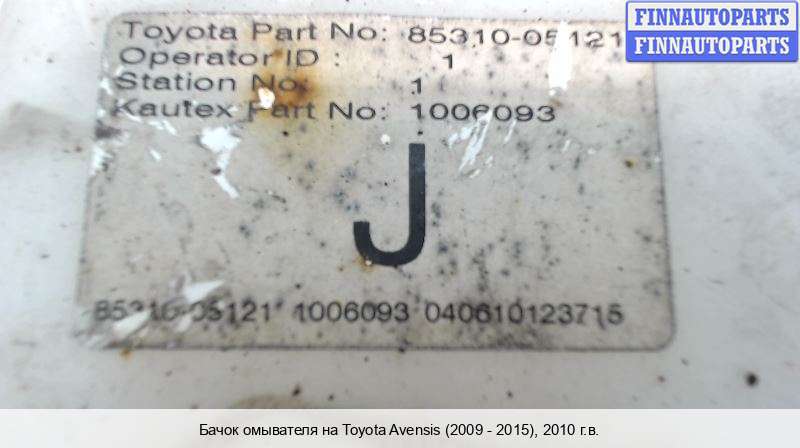 FINNAUTOPARTS
FINNAUTOPARTS
Toyota Part No: 85310-05121
Operator ID : 1
Station No: 1
Kautex Part No: 1006093
J
85310-05121 1006093 040610123715
Бачок омывателя на Toyota Avensis (2009 - 2015), 2010 г.в.